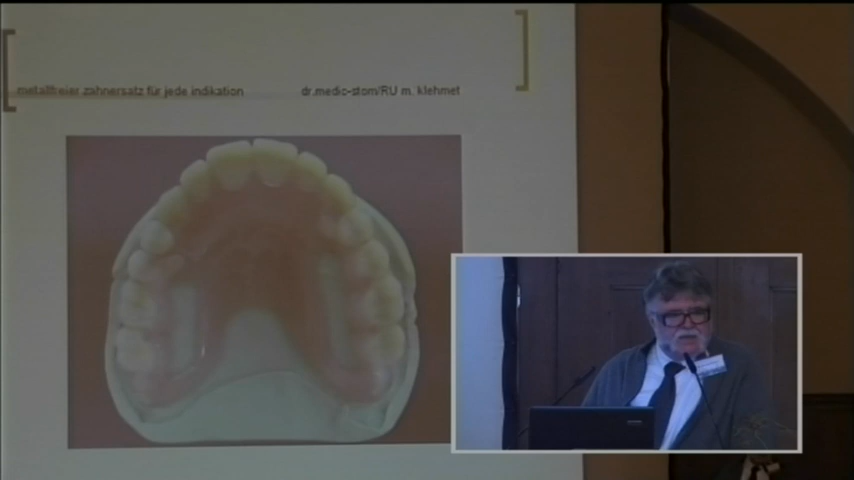 metallfreier zahnersatz für jede indikation
dr.medic-stom/RU m. klehmet